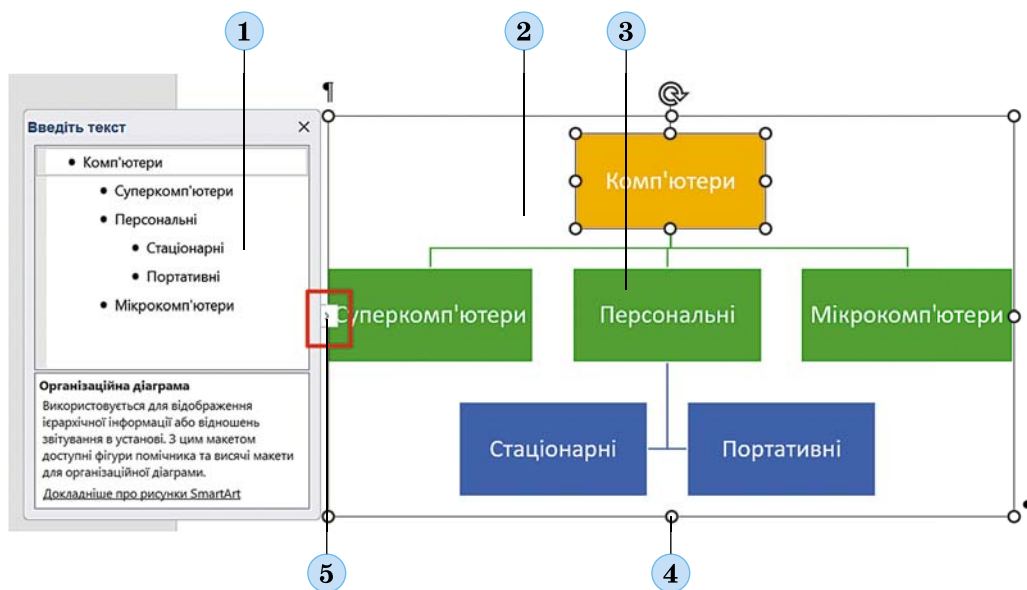 1
2
3
¶
Введіть текст
Комп'ютери
Суперкомп'ютери
Персональні
Стаціонарні
Портативні
Мікрокомп'ютери
Організаційна діаграма
Використовується для відображення
ієрархічної інформації або відношень
звітування в установі. З цим макетом
доступні фігури помічника та висячі макети
для організаційної діаграми.
Докладніше про рисунки SmartArt
Комп'ютери
Суперкомп'ютери
Персональні
Мікрокомп'ютери
Стаціонарні
Портативні
5
4